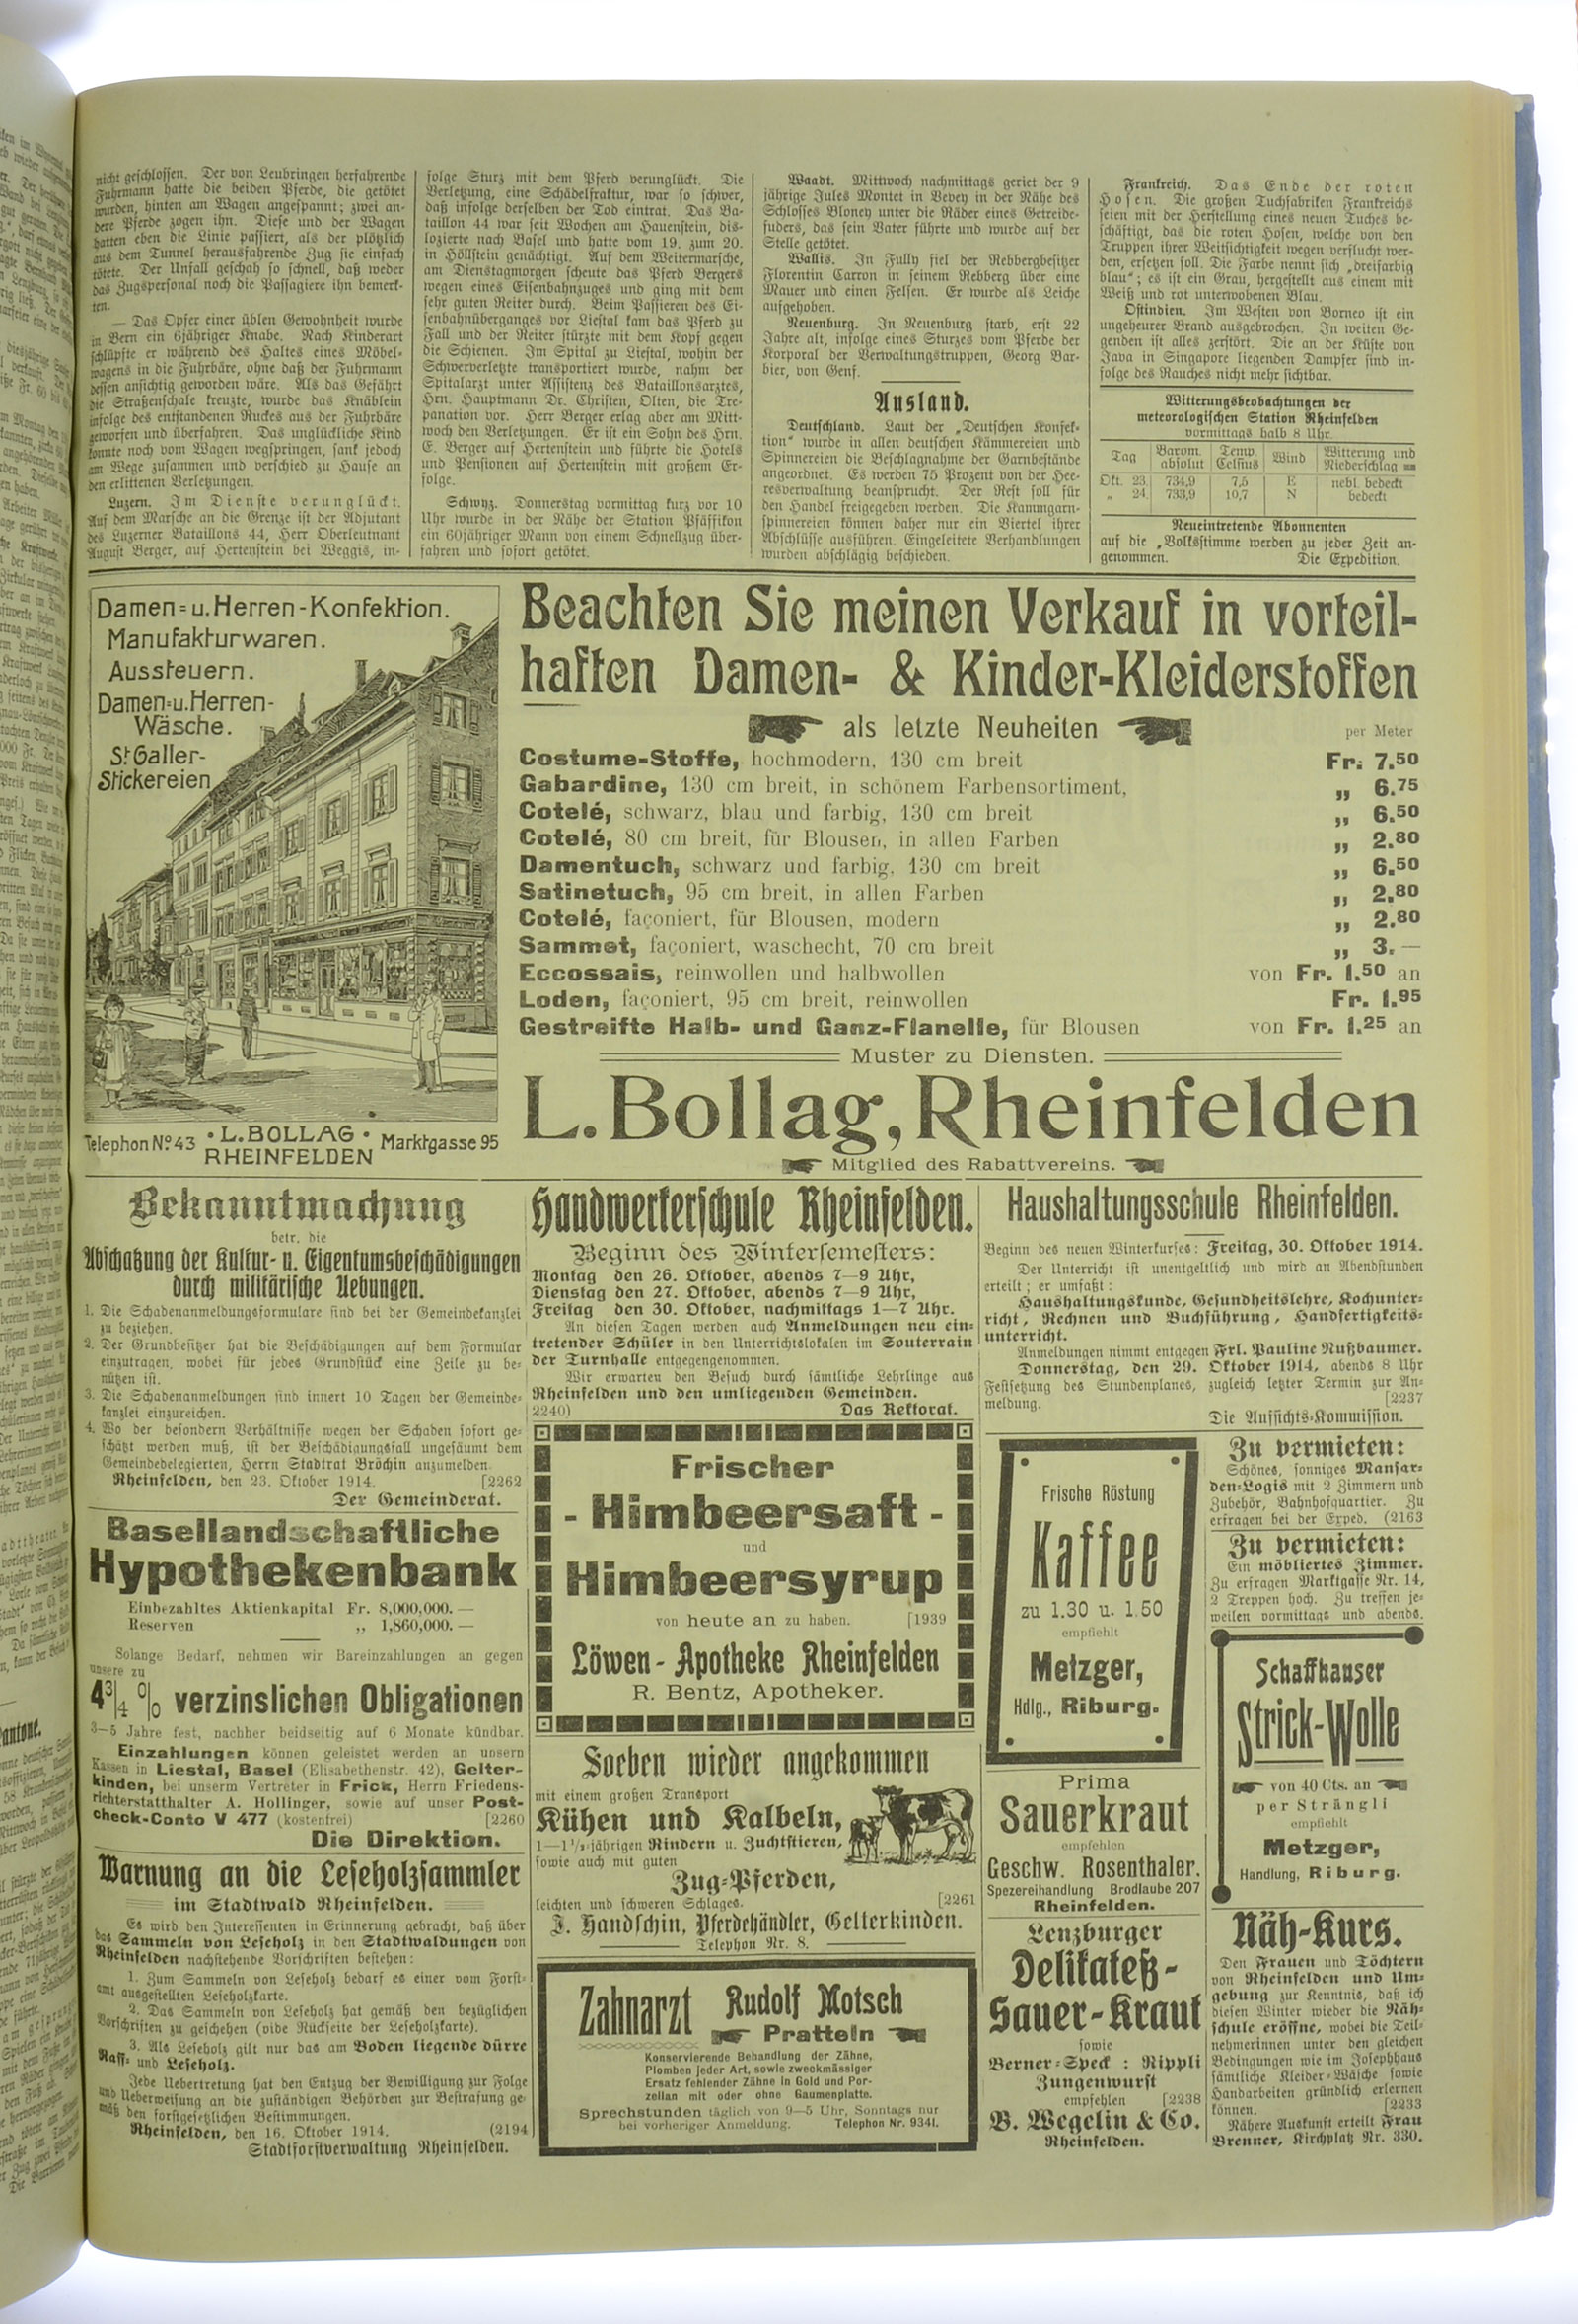 nicht geschlossen. Der von Leubringen herfahrende
Fuhrmann hatte die beiden Pferde, die getötet
wurden, hinten am Wagen angespannt; zwei an-
dere Pferde zogen ihn. Diese und der Wagen
hatten eben die Linie passiert, als der plötzlich
aus dem Tunnel herausfahrende Zug sie einfach
tötete. Der Unfall geschah so schnell, daß weder
das Zugspersonal noch die Passagiere ihn bemerk-
ten.
— Das Opfer einer üblen Gewohnheit wurde
in Bern ein 6jähriger Knabe. Nach Kinderart
schlüpfte er während des Haltes eines Möbel-
wagens in die Fuhrbäre, ohne daß der Fuhrmann
dessen ansichtig geworden wäre. Als das Gefährt
die Straßenschale kreuzte, wurde das Knäblein
infolge des entstandenen Ruckes aus der Fuhrbäre
geworfen und überfahren. Das unglückliche Kind
konnte noch vom Wagen wegspringen, sank jedoch
am Wege zusammen und verschied zu Hause an
den erlittenen Verletzungen.
Luzern. Im Dienste verunglückt.
Auf dem Marsche an die Grenze ist der Adjutant
des Luzerner Bataillons 44, Herr Oberleutnant
August Berger, auf Hertenstein bei Weggis, in-
folge Sturz mit dem Pferd verunglückt. Die
Verletzung, eine Schädelfraktur, war so schwer,
daß infolge derselben der Tod eintrat. Das Ba-
taillon 44 war seit Wochen am Hauenstein, dis-
lozierte nach Basel und hatte vom 19. zum 20.
in Höllstein genächtigt. Auf dem Weitermarsche,
am Dienstagmorgen scheute das Pferd Bergers
wegen eines Eisenbahnzuges und ging mit dem
sehr guten Reiter durch. Beim Passieren des Ei-
senbahnüberganges vor Liestal kam das Pferd zu
Fall und der Reiter stürzte mit dem Kopf gegen
die Schienen. Im Spital zu Liestal, wohin der
Schwerverletzte transportiert wurde, nahm der
Spitalarzt unter Assistenz des Bataillonsarztes,
Hrn. Hauptmann Dr. Christen, Olten, die Tre-
panation vor. Herr Berger erlag aber am Mitt-
woch den Verletzungen. Er ist ein Sohn des Hrn.
E. Berger auf Hertenstein und führte die Hotels
und Pensionen auf Hertenstein mit großem Er-
folge.
Schwyz. Donnerstag vormittag kurz vor 10
Uhr wurde in der Nähe der Station Pfäffikon
ein 60jähriger Mann von einem Schnellzug über-
fahren und sofort getötet.
Waadt. Mittwoch nachmittags geriet der 9
jährige Jules Montet in Vevey in der Nähe des
Schlosses Bloney unter die Räder eines Getreide-
fuders, das sein Vater führte und wurde auf der
Stelle getötet.
Wallis. In Fully fiel der Rebbergbesitzer
Florentin Carron in seinem Rebberg über eine
Mauer und einen Felsen. Er wurde als Leiche
aufgehoben.
Neuenburg. In Neuenburg starb, erst 22
Jahre alt, infolge eines Sturzes vom Pferde der
Korporal der Verwaltungstruppen, Georg Bar-
bier, von Genf.
Ausland.
Deutschland. Laut der „Deutschen Konfek-
tion“ wurde in allen deutschen Kämmereien und
Spinnereien die Beschlagnahme der Garnbestände
angeordnet. Es werden 75 Prozent von der Hee-
resverwaltung beansprucht. Der Rest soll für
den Handel freigegeben werden. Die Kammgarn-
spinnereien können daher nur ein Viertel ihrer
Abschlüsse ausführen. Eingeleitete Verhandlungen
wurden abschlägig beschieden.
Frankreich. Das Ende der roten
Hosen. Die großen Tuchfabriken Frankreichs
seien mit der Herstellung eines neuen Tuches be-
schäftigt, das die roten Hosen, welche von den
Truppen ihrer Weitsichtigkeit wegen verflucht wer-
den, ersetzen soll. Die Farbe nennt sich „dreifarbig
blau“; es ist ein Grau, hergestellt aus einem mit
Weiß und rot unterwobenen Blau.
Ostindien. Im Westen von Borneo ist ein
ungeheurer Brand ausgebrochen. In weiten Ge-
genden ist alles zerstört. Die an der Küste von
Java in Singapore liegenden Dampfer sind in-
folge des Rauches nicht mehr sichtbar.
Witterungsbeobachtungen der
meteorologischen Station Rheinfelden
vormittags halb 8 Uhr.
Tag Barom. absolut Temp. Celsius Wind Witterung und Niederschlag
Okt. 23. 734,9 7,5 E nebl. bedeckt
„ 24. 733,9 10,7 N bedeckt
Neueintretende Abonnenten
auf die „Volksstimme werden zu jeder Zeit an-
genommen. Die Expedition.
Damen- u. Herren-Konfektion.
Manufakturwaren.
Aussteuern.
Damen- u. Herren-
Wäsche.
St. Galler-
Stickereien
Telephon No. 43 · L. BOLLAG · Marktgasse 95
RHEINFELDEN
Beachten Sie meinen Verkauf in vorteil-
haften Damen- & Kinder-Kleiderstoffen
als letzte Neuheiten
per Meter
Costume-Stoffe, hochmodern, 130 cm breit Fr. 7.50
Gabardine, 130 cm breit, in schönem Farbensortiment, „ 6.75
Cotelé, schwarz, blau und farbig, 130 cm breit „ 6.50
Cotelé, 80 cm breit, für Blousen, in allen Farben „ 2.80
Damentuch, schwarz und farbig, 130 cm breit „ 6.50
Satinetuch, 95 cm breit, in allen Farben „ 2.80
Cotelé, façoniert, für Blousen, modern „ 2.80
Sammet, façoniert, waschecht, 70 cm breit „ 3.—
Eccossais, reinwollen und halbwollen von Fr. 1.50 an
Loden, façoniert, 95 cm breit, reinwollen Fr. 1.95
Gestreifte Halb- und Ganz-Flanelle, für Blousen von Fr. 1.25 an
Muster zu Diensten.
L. Bollag, Rheinfelden
Mitglied des Rabattvereins.
Bekanntmachung
betr. die
Abschatzung der Kultur- u. Eigentumsbeschädigungen
durch militärische Uebungen.
1. Die Schadenanmeldungsformulare sind bei der Gemeindekanzlei
zu beziehen.
2. Der Grundbesitzer hat die Beschädigungen auf dem Formular
einzutragen, wobei für jedes Grundstück eine Zeile zu be-
nützen ist.
3. Die Schadenanmeldungen sind innert 10 Tagen der Gemeinde-
kanzlei einzureichen.
4. Wo der besondern Verhältnisse wegen der Schaden sofort ge-
schätzt werden muß, ist der Beschädigungsfall ungesäumt dem
Gemeindedelegierten, Herrn Stadtrat Bröchin anzumelden.
Rheinfelden, den 23. Oktober 1914. [2262
Der Gemeinderat.
Basellandschaftliche
Hypothekenbank
Einbezahltes Aktienkapital Fr. 8,000,000.—
Reserven „ 1,860,000.—
Solange Bedarf, nehmen wir Bareinzahlungen an gegen
unsere zu
4 3/4 % verzinslichen Obligationen
3—5 Jahre fest, nachher beidseitig auf 6 Monate kündbar.
Einzahlungen können geleistet werden an unsern
Kassen in Liestal, Basel (Elisabethenstr. 42), Gelter-
kinden, bei unserm Vertreter in Frick, Herrn Friedens-
richterstatthalter A. Hollinger, sowie auf unser Post-
check-Conto V 477 (kostenfrei) [2260
Die Direktion.
Warnung an die Leseholzsammler
im Stadtwald Rheinfelden.
Es wird den Interessenten in Erinnerung gebracht, daß über
das Sammeln von Leseholz in den Stadtwaldungen von
Rheinfelden nachstehende Vorschriften bestehen:
1. Zum Sammeln von Leseholz bedarf es einer vom Forst-
amt ausgestellten Leseholzkarte.
2. Das Sammeln von Leseholz hat gemäß den bezüglichen
Vorschriften zu geschehen (vide Rückseite der Leseholzkarte).
3. Als Leseholz gilt nur das am Boden liegende dürre
Raff- und Leseholz.
Jede Uebertretung hat den Entzug der Bewilligung zur Folge
und Ueberweisung an die zuständigen Behörden zur Bestrafung ge-
mäß den forstgesetzlichen Bestimmungen.
Rheinfelden, den 16. Oktober 1914. (2194
Stadtforstverwaltung Rheinfelden.
Handwerkerschule Rheinfelden.
Beginn des Wintersemesters:
Montag den 26. Oktober, abends 7—9 Uhr,
Dienstag den 27. Oktober, abends 7—9 Uhr,
Freitag den 30. Oktober, nachmittags 1—7 Uhr.
An diesen Tagen werden auch Anmeldungen neu ein-
tretender Schüler in den Unterrichtslokalen im Souterrain
der Turnhalle entgegengenommen.
Wir erwarten den Besuch durch sämtliche Lehrlinge aus
Rheinfelden und den umliegenden Gemeinden.
2240) Das Rektorat.
Frischer
- Himbeersaft -
und
Himbeersyrup
von heute an zu haben. [1939
Löwen-Apotheke Rheinfelden
R. Bentz, Apotheker.
Soeben wieder angekommen
mit einem großen Transport
Kühen und Kalbeln,
1—1½jährigen Rindern u. Zuchtstieren,
sowie auch mit guten
Zug-Pferden,
leichten und schweren Schlages. [2261
J. Handschin, Pferdehändler, Gelterkinden.
Telephon Nr. 8.
Zahnarzt Rudolf Motsch
Pratteln
Konservierende Behandlung der Zähne,
Plomben jeder Art, sowie zweckmässiger
Ersatz fehlender Zähne in Gold und Por-
zellan mit oder ohne Gaumenplatte.
Sprechstunden täglich von 9—5 Uhr, Sonntags nur
bei vorheriger Anmeldung. Telephon Nr. 9341.
Haushaltungsschule Rheinfelden.
Beginn des neuen Winterkurses: Freitag, 30. Oktober 1914.
Der Unterricht ist unentgeltlich und wird an Abendstunden
erteilt; er umfaßt:
Haushaltungskunde, Gesundheitslehre, Kochunter-
richt, Rechnen und Buchführung, Handfertigkeits-
unterricht.
Anmeldungen nimmt entgegen Frl. Pauline Nußbaumer.
Donnerstag, den 29. Oktober 1914, abends 8 Uhr
Festsetzung des Stundenplanes, zugleich letzter Termin zur An-
meldung. [2237
Die Aufsichts-Kommission.
Frische Röstung
Kaffee
zu 1.30 u. 1.50
empfiehlt
Metzger,
Hdlg., Riburg.
Prima
Sauerkraut
empfehlen
Geschw. Rosenthaler.
Spezereihandlung Brodlaube 207
Rheinfelden.
Lenzburger
Delikateß-
Sauer-Kraut
sowie
Berner-Speck : Rippli
Zungenwurst
empfehlen [2238
B. Wegelin & Co.
Rheinfelden.
Zu vermieten:
Schönes, sonniges Mansar-
den-Logis mit 2 Zimmern und
Zubehör, Bahnhofquartier. Zu
erfragen bei der Exped. (2163
Zu vermieten:
Ein möbliertes Zimmer.
Zu erfragen Marktgasse Nr. 14,
2 Treppen hoch. Zu treffen je-
weilen vormittags und abends.
Schaffhauser
Strick-Wolle
von 40 Cts. an
per Strängli
empfiehlt
Metzger,
Handlung, Riburg.
Näh-Kurs.
Den Frauen und Töchtern
von Rheinfelden und Um-
gebung zur Kenntnis, daß ich
diesen Winter wieder die Näh-
schule eröffne, wobei die Teil-
nehmerinnen unter den gleichen
Bedingungen wie im Josephhaus
sämtliche Kleider-Wäsche sowie
Handarbeiten gründlich erlernen
können. [2233
Nähere Auskunft erteilt Frau
Brenner, Kirchplatz Nr. 330.